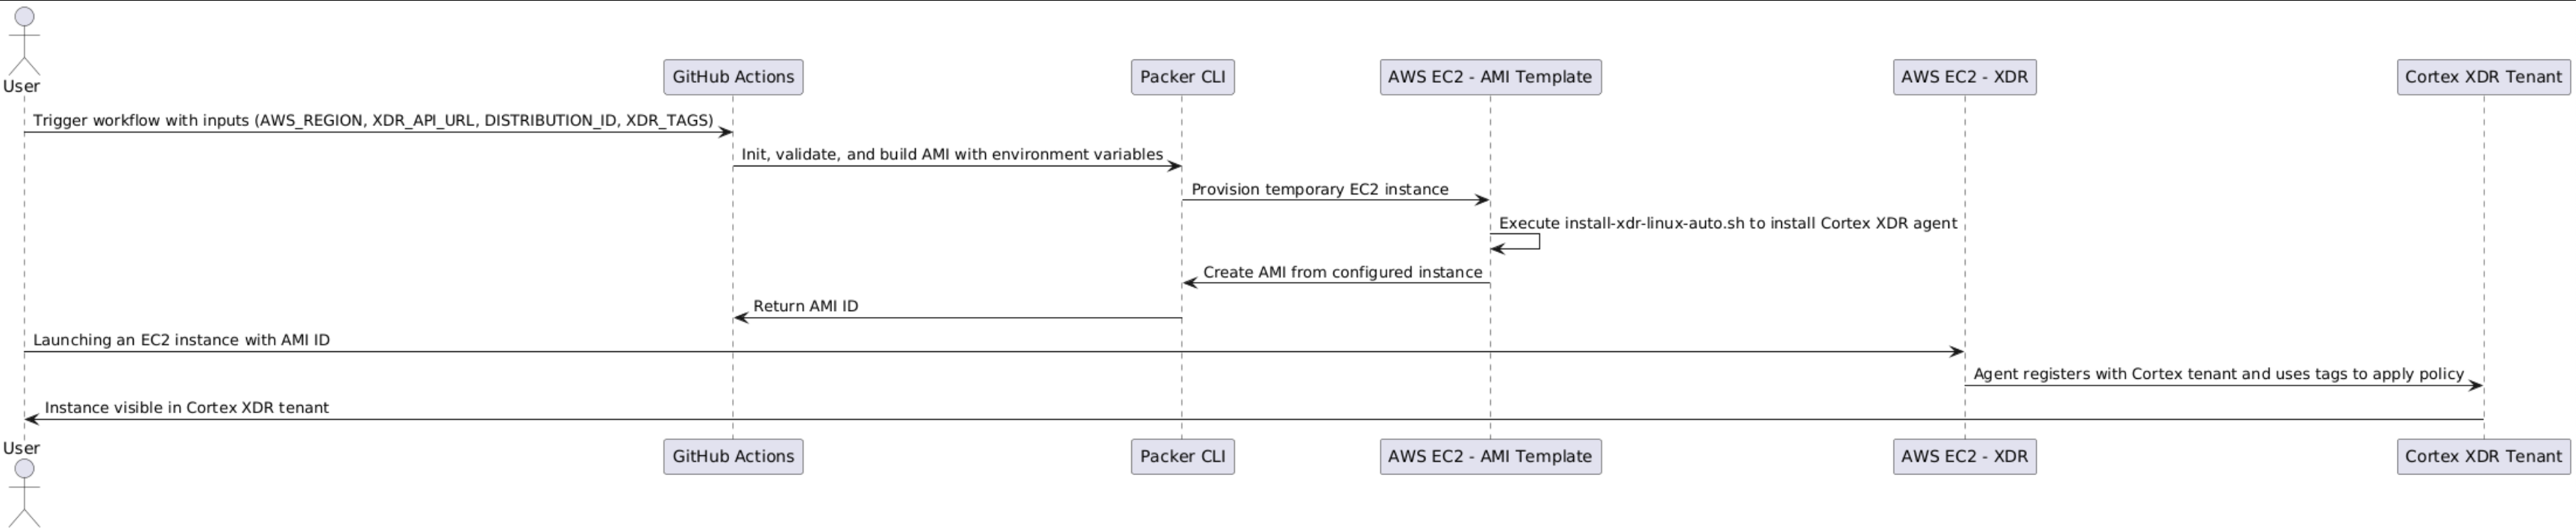 User
GitHub Actions
Packer CLI
AWS EC2 - AMI Template
AWS EC2 - XDR
Cortex XDR Tenant
Trigger workflow with inputs (AWS_REGION, XDR_API_URL, DISTRIBUTION_ID, XDR_TAGS)
Init, validate, and build AMI with environment variables
Provision temporary EC2 instance
Execute install-xdr-linux-auto.sh to install Cortex XDR agent
Create AMI from configured instance
Return AMI ID
Launching an EC2 instance with AMI ID
Agent registers with Cortex tenant and uses tags to apply policy
Instance visible in Cortex XDR tenant
User
GitHub Actions
Packer CLI
AWS EC2 - AMI Template
AWS EC2 - XDR
Cortex XDR Tenant